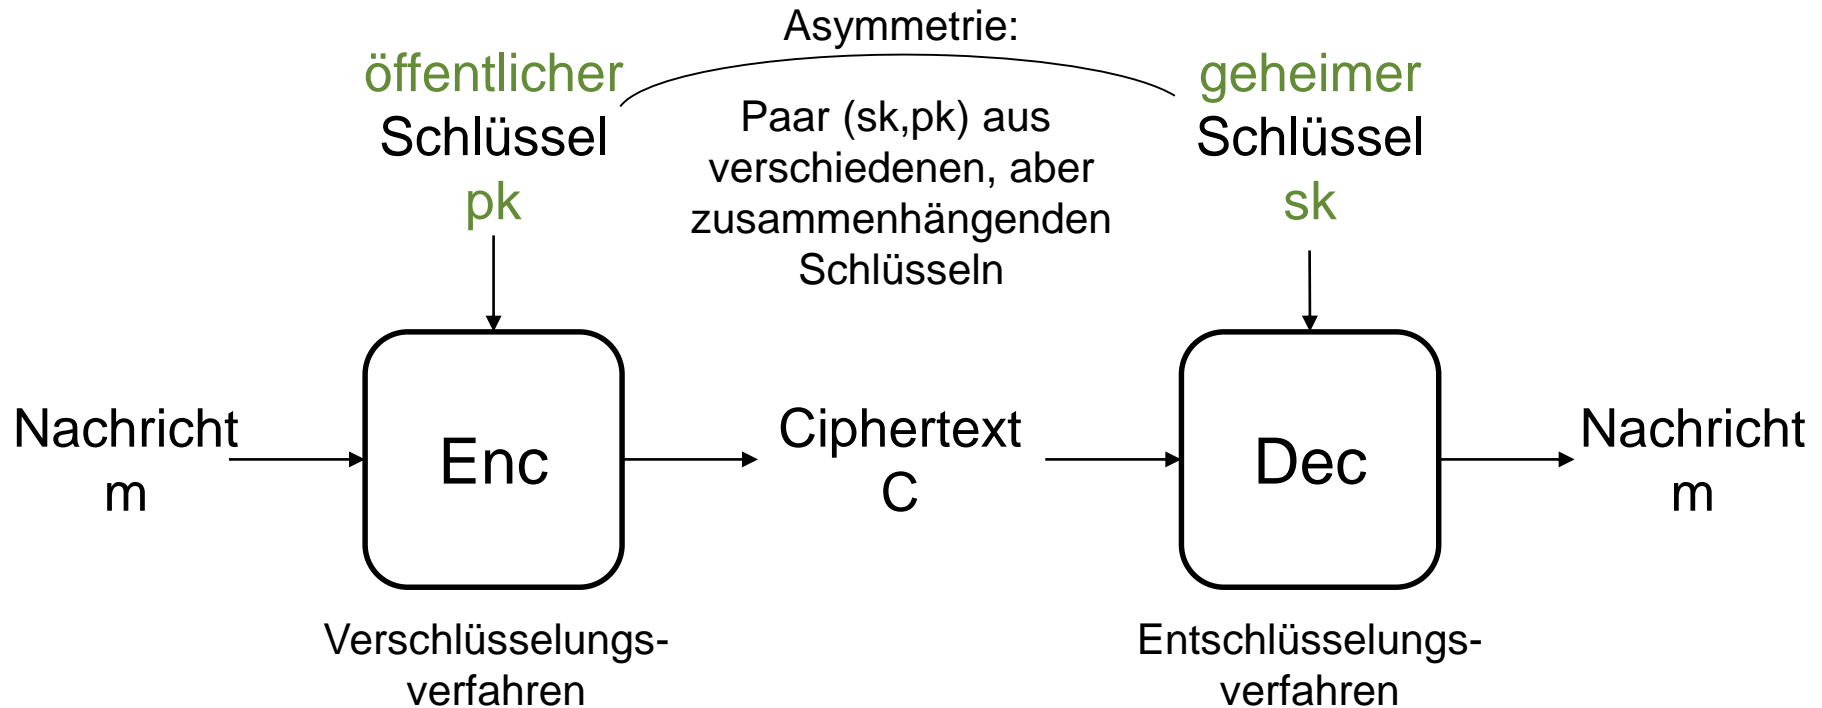 Asymmetrie:
öffentlicher
Schlüssel
pk
Paar (sk,pk) aus
verschiedenen, aber
zusammenhängenden
Schlüsseln
geheimer
Schlüssel
sk
Nachricht
m
Enc
Ciphertext
C
Dec
Nachricht
m
Verschlüsselungs-
verfahren
Entschlüsselungs-
verfahren